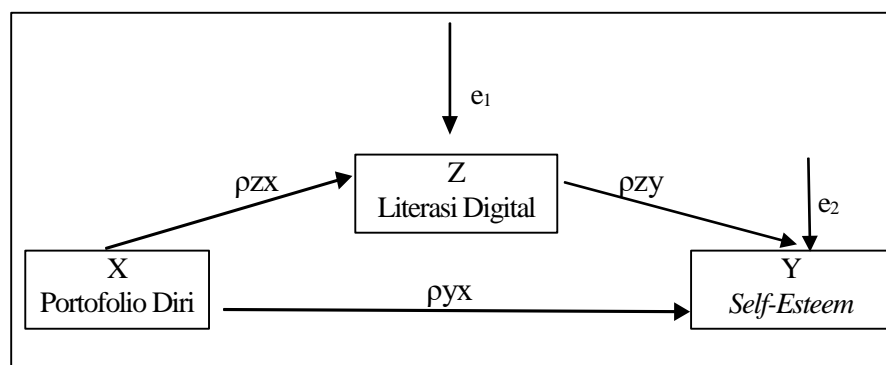 e₁
Z
Literasi Digital
ρzx
ρzy
e₂
X
Portofolio Diri
ρyx
Y
Self-Esteem